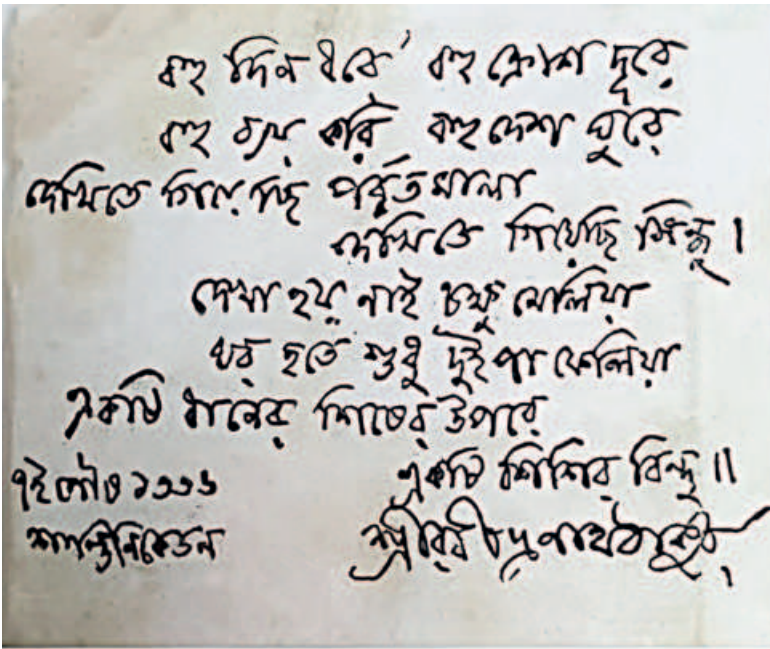 বহু দিন ধরে' বহু ক্রোশ দূরে
বহু ব্যয় করি বহু দেশ ঘুরে
দেখিতে গিয়েছি পর্ব্বতমালা
দেখিতে গিয়েছি সিন্ধু।
দেখা হয় নাই চক্ষু মেলিয়া
ঘর হতে শুধু দুই পা ফেলিয়া
একটি ধানের শিষের উপরে
একটি শিশির বিন্দু॥
৭ই পৌষ ১৩৩৬
শান্তিনিকেতন
শ্রীরবীন্দ্রনাথ ঠাকুর